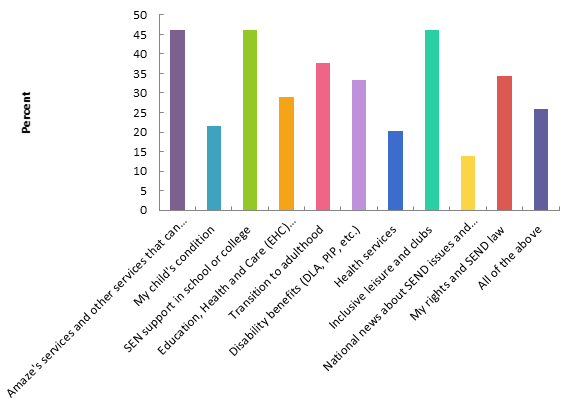 50
45
40
35
30
25
20
15
10
5
0
Percent
Amaze's services and other services that can...
My child's condition
SEN support in school or college
Education, Health and Care (EHC)...
Transition to adulthood
Disability benefits (DLA, PIP, etc.)
Health services
Inclusive leisure and clubs
National news about SEND issues and...
My rights and SEND law
All of the above